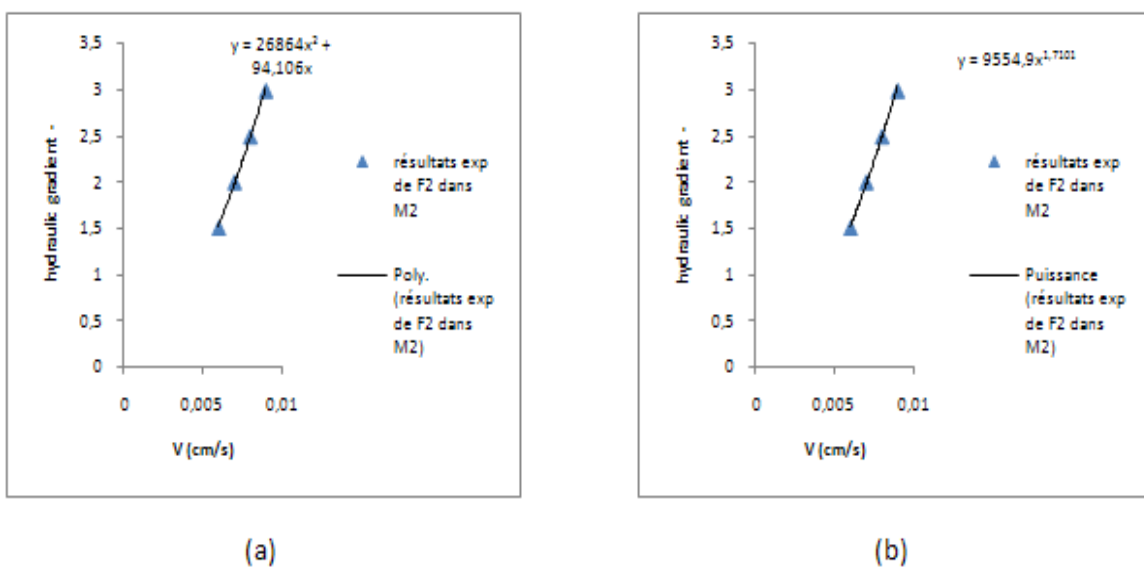 y = 26864x² +
94,106x
hydraulic gradient -
3,5
3
2,5
2
1,5
1
0,5
0
0
0,005
0,01
V (cm/s)
résultats exp
de F2 dans
M2
Poly.
(résultats exp
de F2 dans
M2)
(a)
y = 9554,9x^1,7101
hydraulic gradient -
3,5
3
2,5
2
1,5
1
0,5
0
0
0,005
0,01
V (cm/s)
résultats exp
de F2 dans
M2
Puissance
(résultats exp
de F2 dans
M2)
(b)